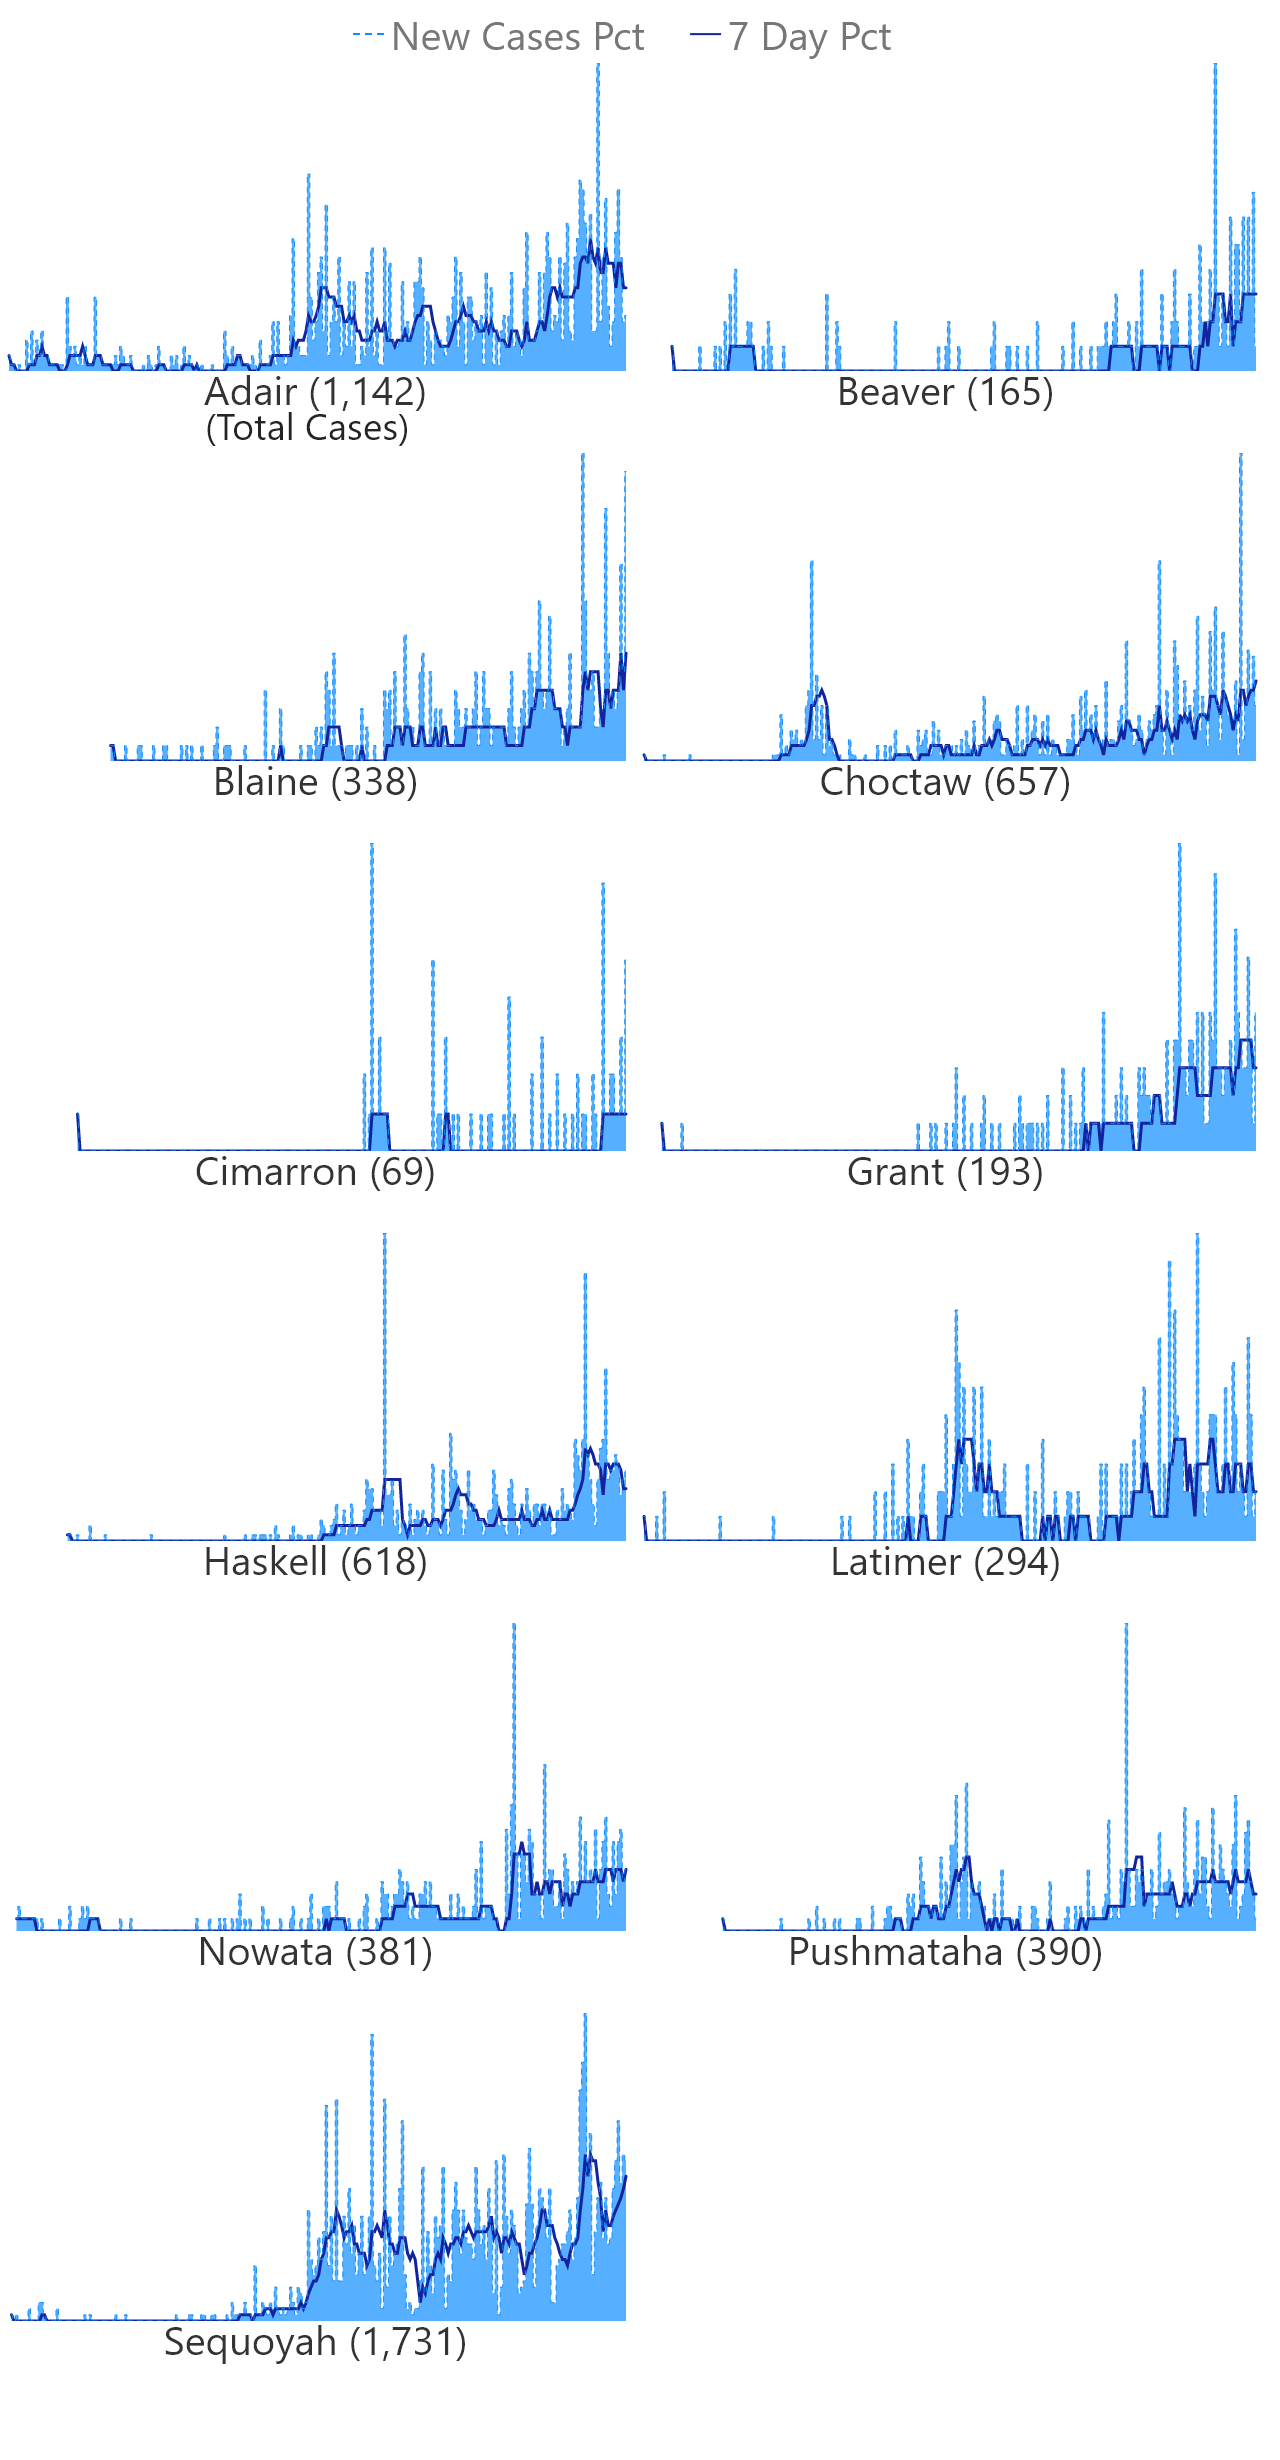 New Cases Pct 7 Day Pct
Adair (1,142) Beaver (165)
(Total Cases)
Blaine (338) Choctaw (657)
Cimarron (69) Grant (193)
Haskell (618) Latimer (294)
Nowata (381) Pushmataha (390)
Sequoyah (1,731)